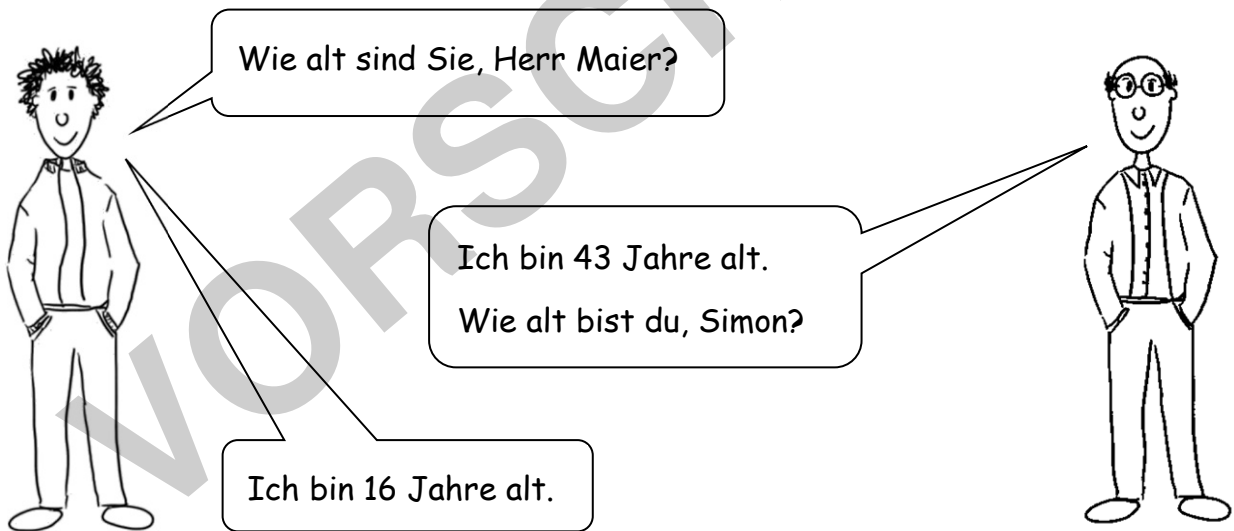 Wie alt sind Sie, Herr Maier?
Ich bin 43 Jahre alt.
Wie alt bist du, Simon?
Ich bin 16 Jahre alt.
VORSC